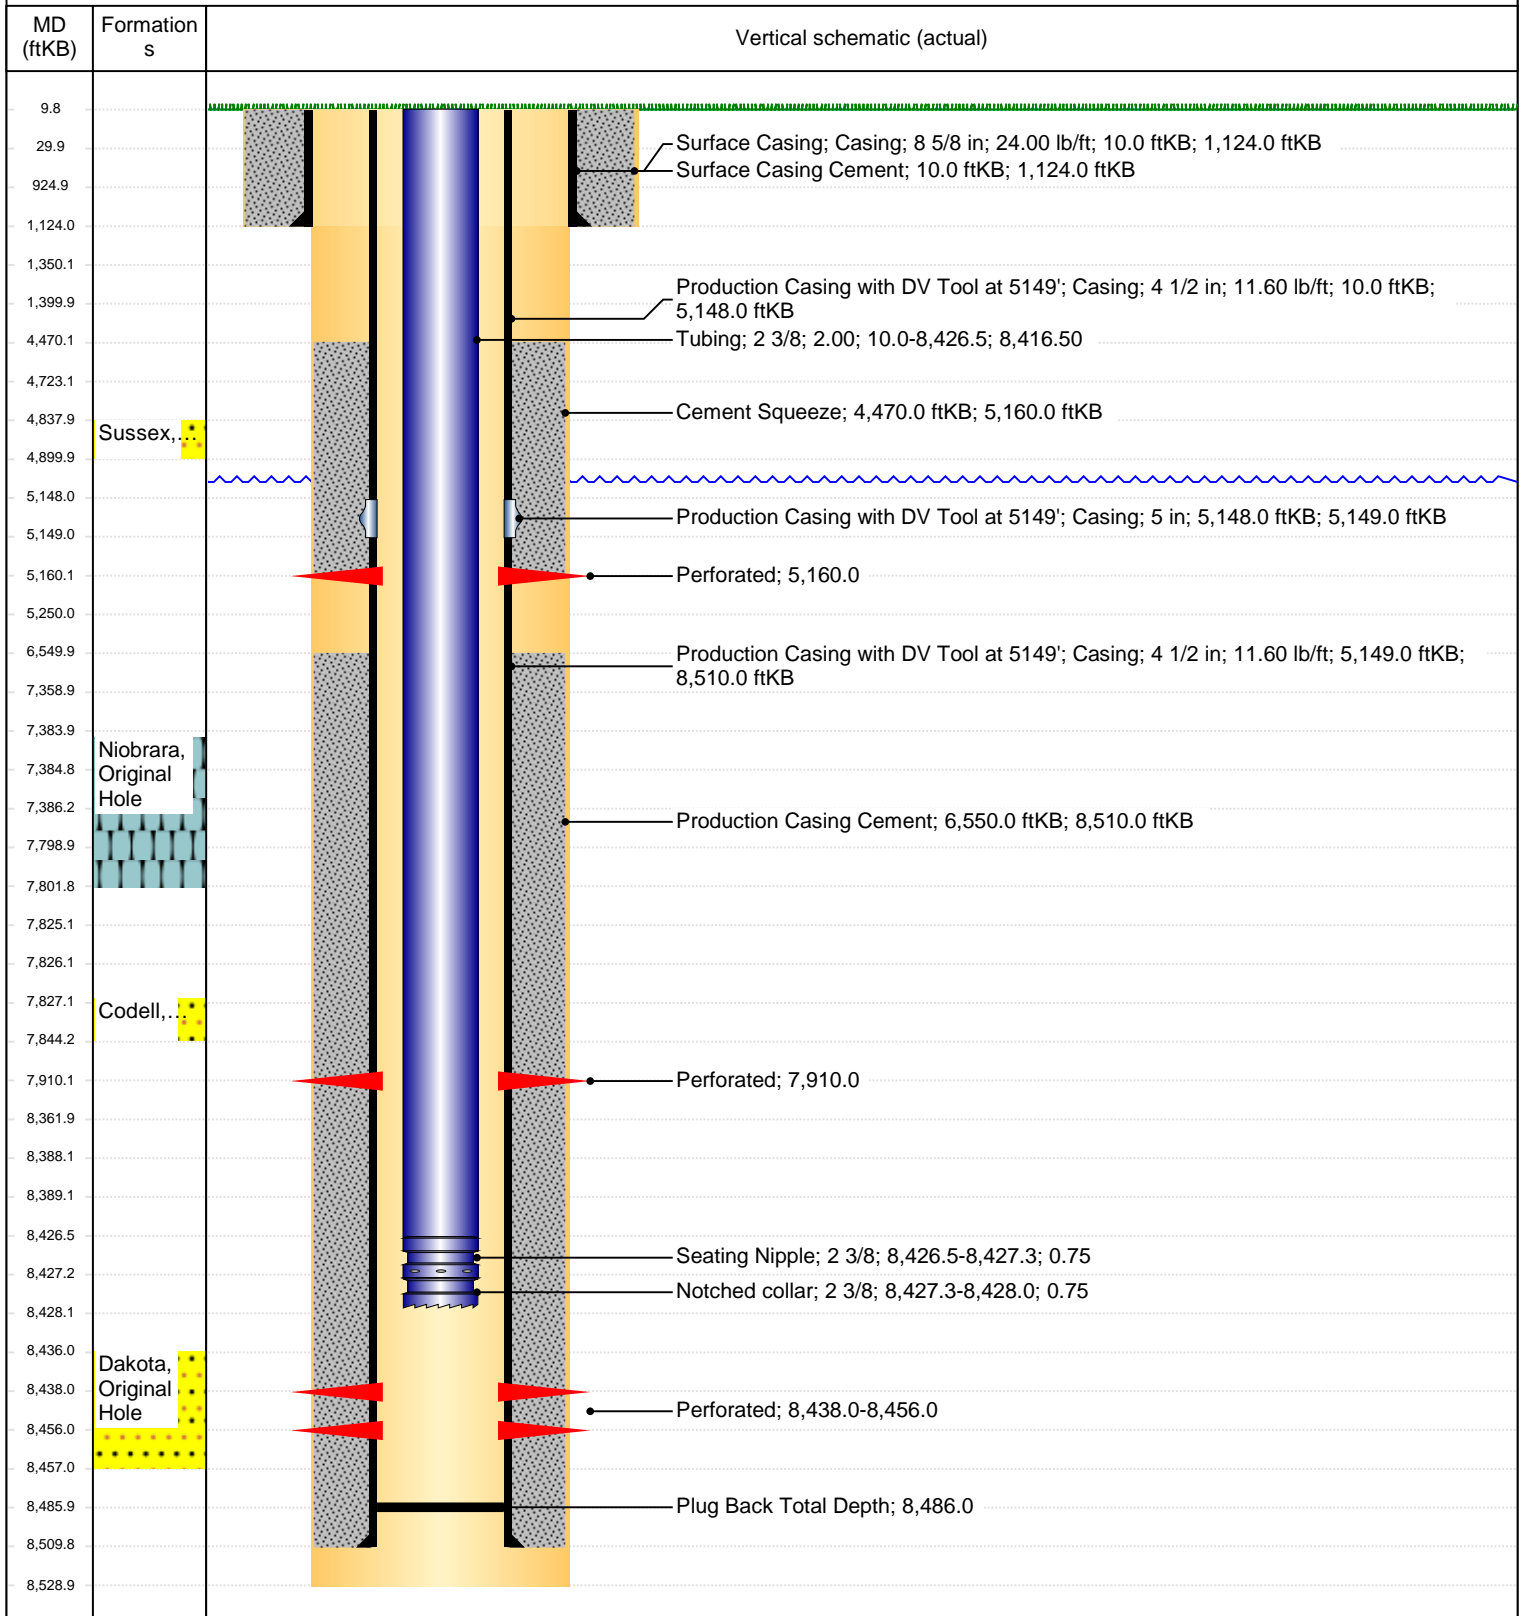 MD
(ftKB)
Formation
s
Vertical schematic (actual)
9.8
29.9
924.9
1,124.0
1,350.1
1,399.9
4,470.1
4,723.1
4,837.9
4,899.9
5,148.0
5,149.0
5,160.1
5,250.0
6,549.9
7,358.9
7,383.9
7,384.8
7,386.2
7,798.9
7,801.8
7,825.1
7,826.1
7,827.1
7,844.2
7,910.1
8,361.9
8,388.1
8,389.1
8,426.5
8,427.2
8,428.1
8,436.0
8,438.0
8,456.0
8,457.0
8,485.9
8,509.8
8,528.9
Sussex,...
Niobrara,
Original
Hole
Codell,...
Dakota,
Original
Hole
Surface Casing; Casing; 8 5/8 in; 24.00 lb/ft; 10.0 ftKB; 1,124.0 ftKB
Surface Casing Cement; 10.0 ftKB; 1,124.0 ftKB
Production Casing with DV Tool at 5149'; Casing; 4 1/2 in; 11.60 lb/ft; 10.0 ftKB;
5,148.0 ftKB
Tubing; 2 3/8; 2.00; 10.0-8,426.5; 8,416.50
Cement Squeeze; 4,470.0 ftKB; 5,160.0 ftKB
Production Casing with DV Tool at 5149'; Casing; 5 in; 5,148.0 ftKB; 5,149.0 ftKB
Perforated; 5,160.0
Production Casing with DV Tool at 5149'; Casing; 4 1/2 in; 11.60 lb/ft; 5,149.0 ftKB;
8,510.0 ftKB
Production Casing Cement; 6,550.0 ftKB; 8,510.0 ftKB
Perforated; 7,910.0
Seating Nipple; 2 3/8; 8,426.5-8,427.3; 0.75
Notched collar; 2 3/8; 8,427.3-8,428.0; 0.75
Perforated; 8,438.0-8,456.0
Plug Back Total Depth; 8,486.0